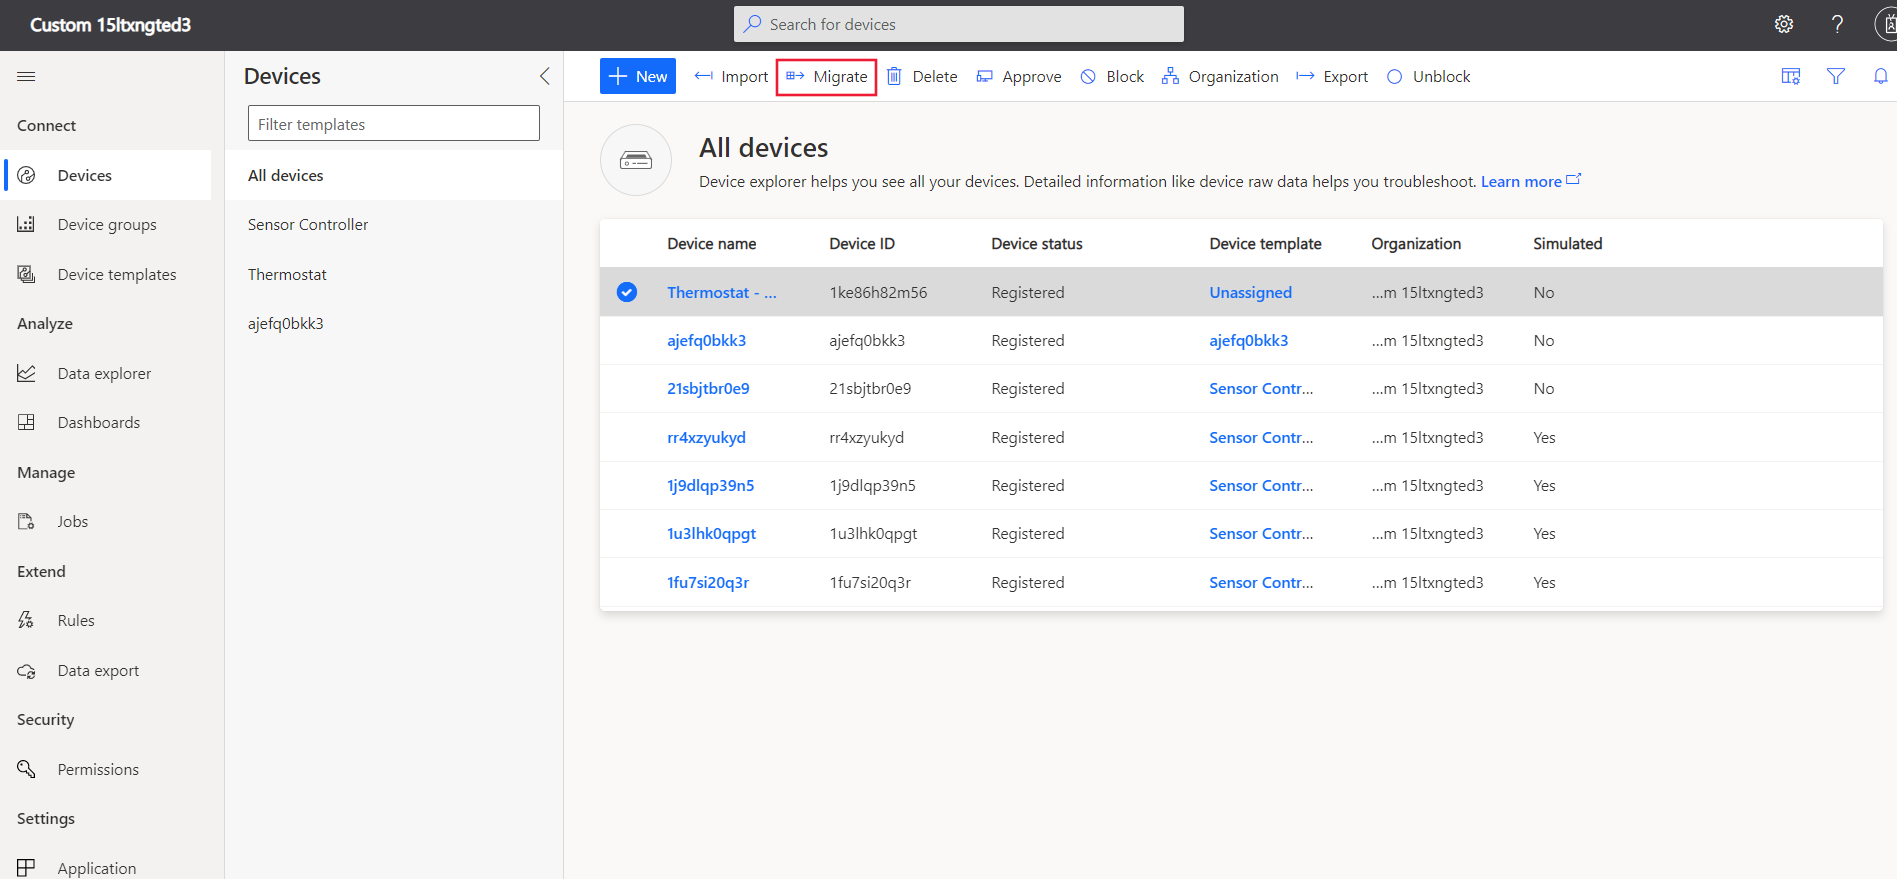 Custom 15ltxngted3
Search for devices
?
Connect
Devices
Device groups
Device templates
Analyze
Data explorer
Dashboards
Manage
Jobs
Extend
Rules
Data export
Security
Permissions
Settings
Application
Devices
Filter templates
All devices
Sensor Controller
Thermostat
ajefq0bkk3
New Import Migrate Delete Approve Block Organization Export Unblock
All devices
Device explorer helps you see all your devices. Detailed information like device raw data helps you troubleshoot. Learn more
Device name Device ID Device status Device template Organization Simulated
Thermostat - ... 1ke86h82m56 Registered Unassigned ...m 15ltxngted3 No
ajefq0bkk3 ajefq0bkk3 Registered ajefq0bkk3 ...m 15ltxngted3 No
21sbjtbr0e9 21sbjtbr0e9 Registered Sensor Contr... ...m 15ltxngted3 No
rr4xzyukyd rr4xzyukyd Registered Sensor Contr... ...m 15ltxngted3 Yes
1j9dlqp39n5 1j9dlqp39n5 Registered Sensor Contr... ...m 15ltxngted3 Yes
1u3lhk0qpgt 1u3lhk0qpgt Registered Sensor Contr... ...m 15ltxngted3 Yes
1fu7si20q3r 1fu7si20q3r Registered Sensor Contr... ...m 15ltxngted3 Yes